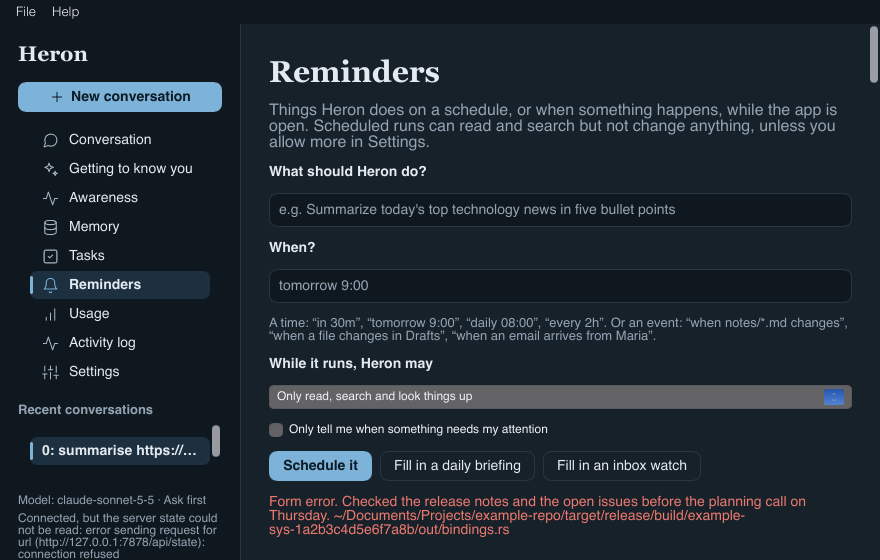 File Help
Heron
New conversation
Conversation
Getting to know you
Awareness
Memory
Tasks
Reminders
Usage
Activity log
Settings
Recent conversations
0: summarise https://…
Model: claude-sonnet-5-5 · Ask first
Connected, but the server state could
not be read: error sending request for
url (http://127.0.0.1:7878/api/state):
connection refused
Reminders
Things Heron does on a schedule, or when something happens, while the app is
open. Scheduled runs can read and search but not change anything, unless you
allow more in Settings.
What should Heron do?
e.g. Summarize today's top technology news in five bullet points
When?
tomorrow 9:00
A time: “in 30m”, “tomorrow 9:00”, “daily 08:00”, “every 2h”. Or an event: “when notes/*.md changes”,
“when a file changes in Drafts”, “when an email arrives from Maria”.
While it runs, Heron may
Only read, search and look things up
Only tell me when something needs my attention
Schedule it
Fill in a daily briefing
Fill in an inbox watch
Form error. Checked the release notes and the open issues before the planning call on
Thursday. ~/Documents/Projects/example-repo/target/release/build/example-
sys-1a2b3c4d5e6f7a8b/out/bindings.rs